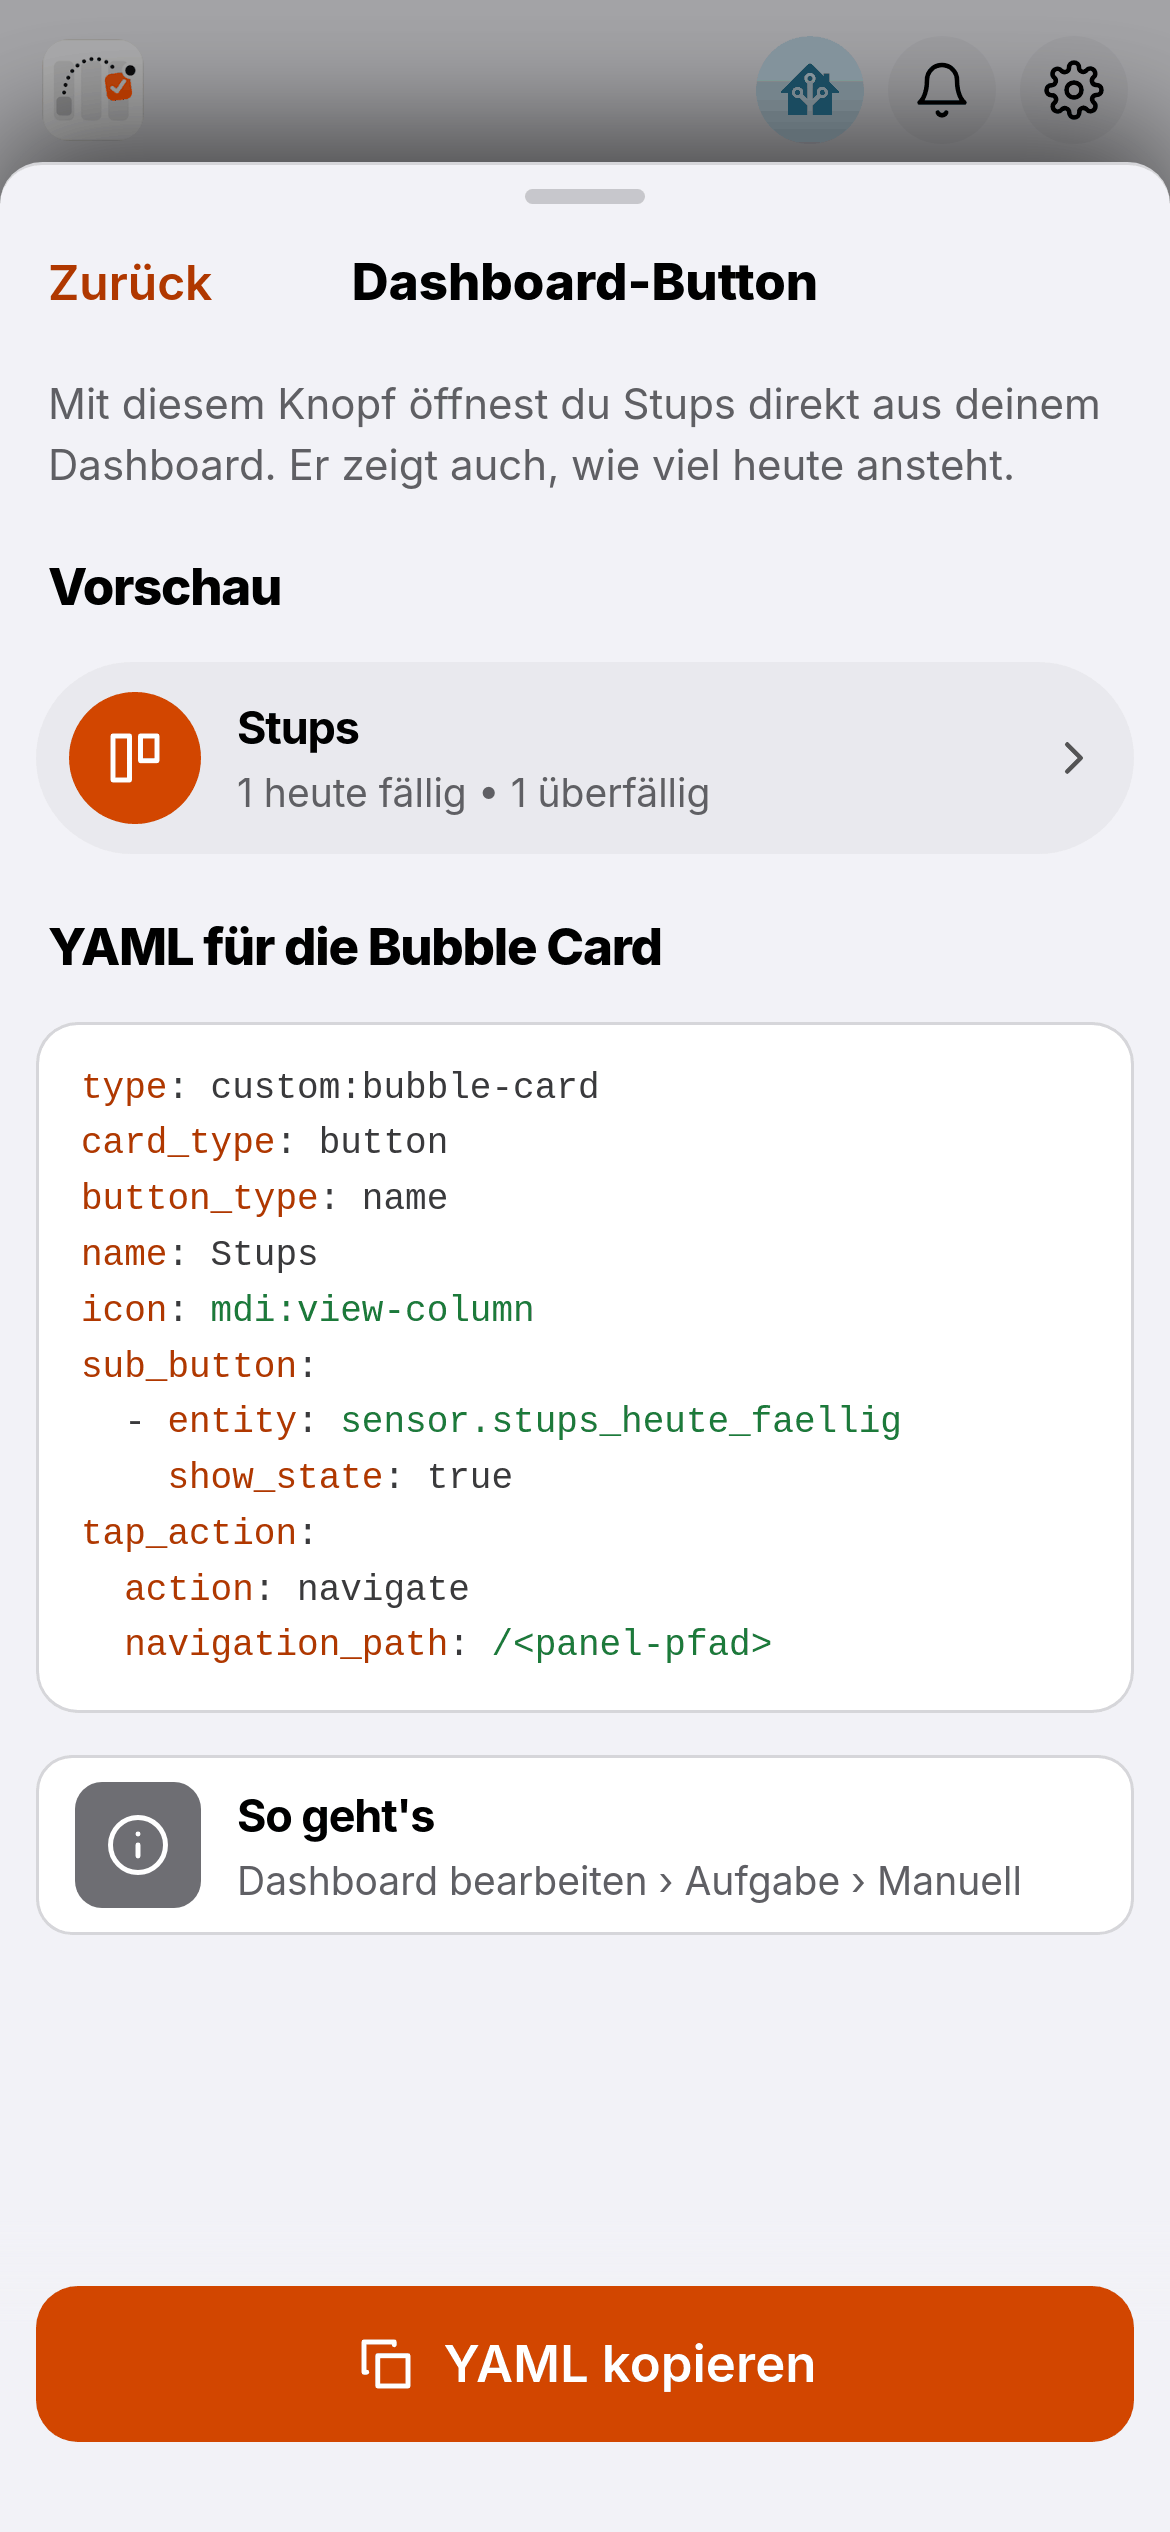 Zurück
Dashboard-Button
Mit diesem Knopf öffnest du Stups direkt aus deinem
Dashboard. Er zeigt auch, wie viel heute ansteht.
Vorschau
Stups
1 heute fällig • 1 überfällig
YAML für die Bubble Card
type: custom:bubble-card
card_type: button
button_type: name
name: Stups
icon: mdi:view-column
sub_button:
  - entity: sensor.stups_heute_faellig
    show_state: true
tap_action:
  action: navigate
  navigation_path: /<panel-pfad>
So geht's
Dashboard bearbeiten › Aufgabe › Manuell
YAML kopieren